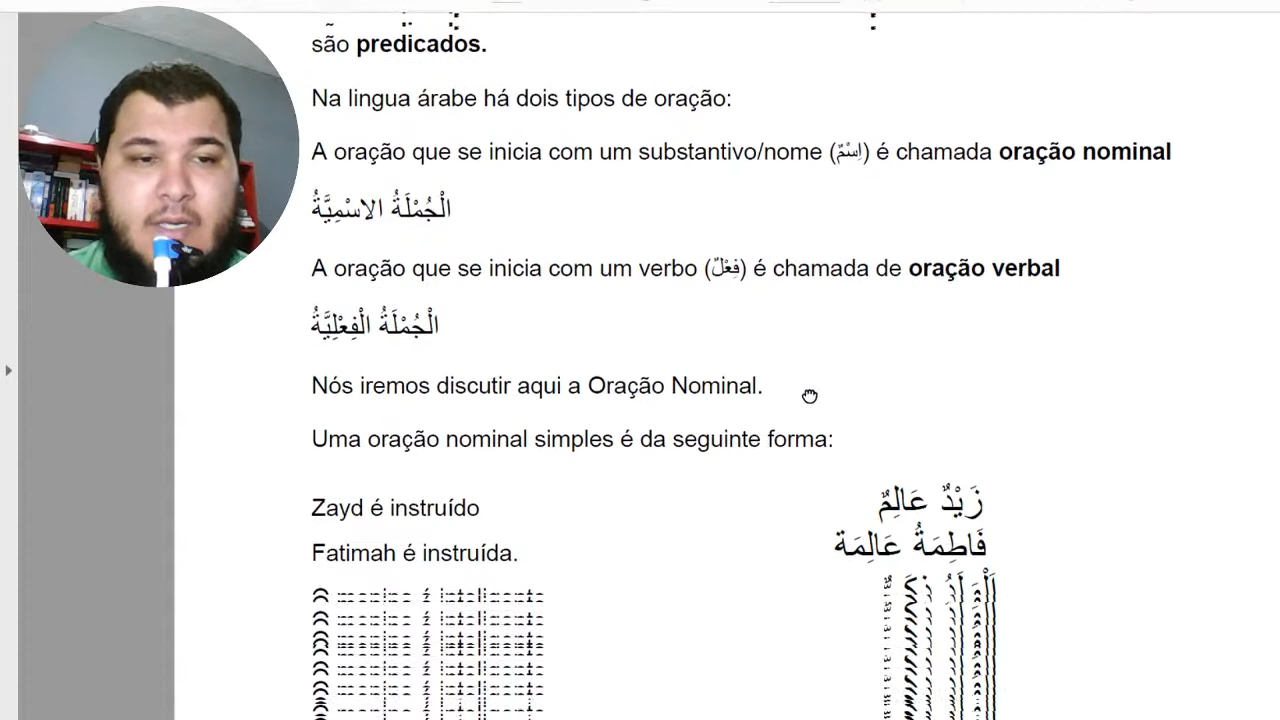 são predicados.
Na lingua árabe há dois tipos de oração:
A oração que se inicia com um substantivo/nome (اِسْمٌ) é chamada oração nominal
الْجُمْلَةُ الاسْمِيَّةُ
A oração que se inicia com um verbo (فِعْلٌ) é chamada de oração verbal
الْجُمْلَةُ الْفِعْلِيَّةُ
Nós iremos discutir aqui a Oração Nominal.
Uma oração nominal simples é da seguinte forma:
Zayd é instruído زَيْدٌ عَالِمٌ
Fatimah é instruída. فَاطِمَةُ عَالِمَة